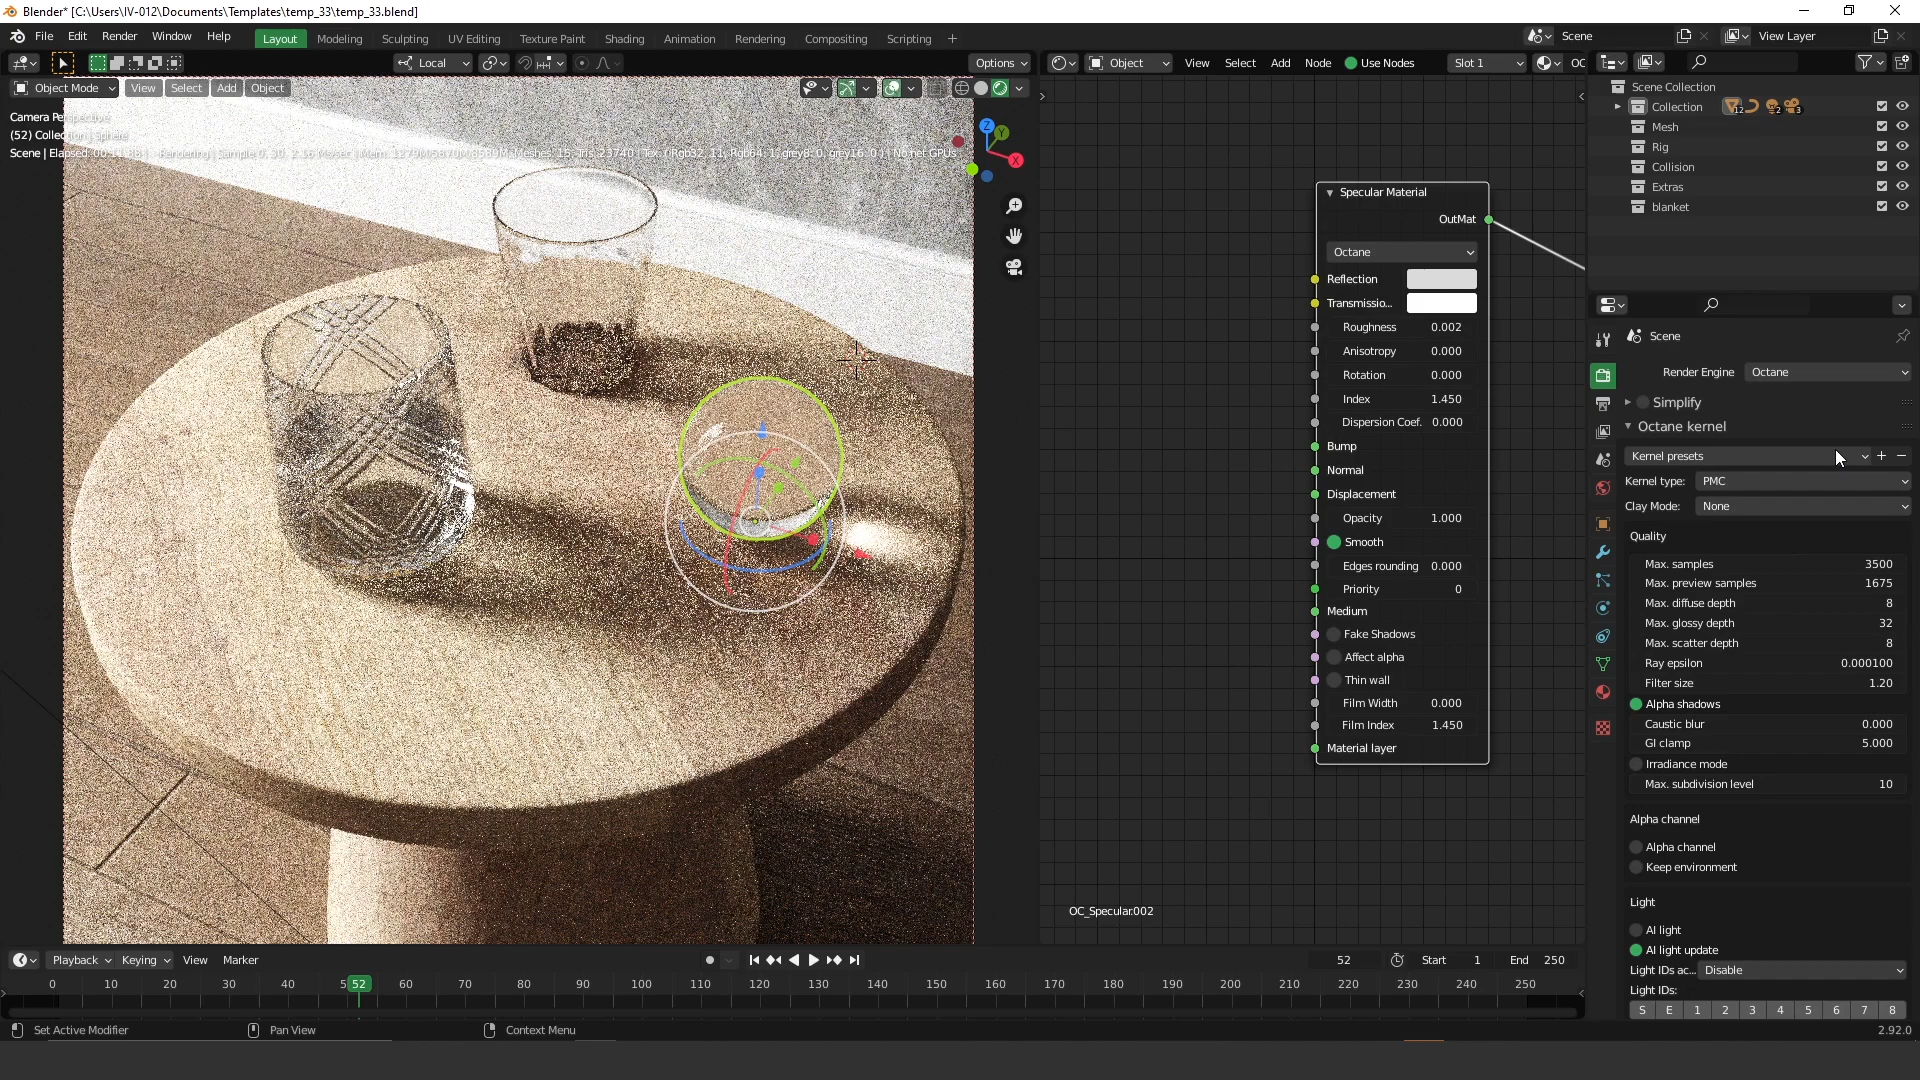 Blender* [C:\Users\IV-012\Documents\Templates\temp_33\temp_33.blend]
File Edit Render Window Help
Layout Modeling Sculpting UV Editing Texture Paint Shading Animation Rendering Compositing Scripting
Scene View Layer
Local Options
Object View Select Add Node Use Nodes Slot 1 OC
Object Mode View Select Add Object
Camera Perspective
(52) Collection | Sphere
Scene | Elapsed:
Z Y X
Scene Collection
Collection 12 2 3
Mesh
Rig
Collision
Extras
blanket
Specular Material
OutMat
Octane
Reflection
Transmissio...
Roughness 0.002
Anisotropy 0.000
Rotation 0.000
Index 1.450
Dispersion Coef. 0.000
Bump
Normal
Displacement
Opacity 1.000
Smooth
Edges rounding 0.000
Priority 0
Medium
Fake Shadows
Affect alpha
Thin wall
Film Width 0.000
Film Index 1.450
Material layer
OC_Specular.002
Scene
Render Engine Octane
Simplify
Octane kernel
Kernel presets
Kernel type: PMC
Clay Mode: None
Quality
Max. samples 3500
Max. preview samples 1675
Max. diffuse depth 8
Max. glossy depth 32
Max. scatter depth 8
Ray epsilon 0.000100
Filter size 1.20
Alpha shadows
Caustic blur 0.000
GI clamp 5.000
Irradiance mode
Max. subdivision level 10
Alpha channel
Alpha channel
Keep environment
Light
AI light
AI light update
Light IDs ac... Disable
Light IDs:
S E 1 2 3 4 5 6 7 8
Playback Keying View Marker
52 Start 1 End 250
0 10 20 30 40 5 52 60 70 80 90 100 110 120 130 140 150 160 170 180 190 200 210 220 230 240 250
Set Active Modifier Pan View Context Menu
2.92.0